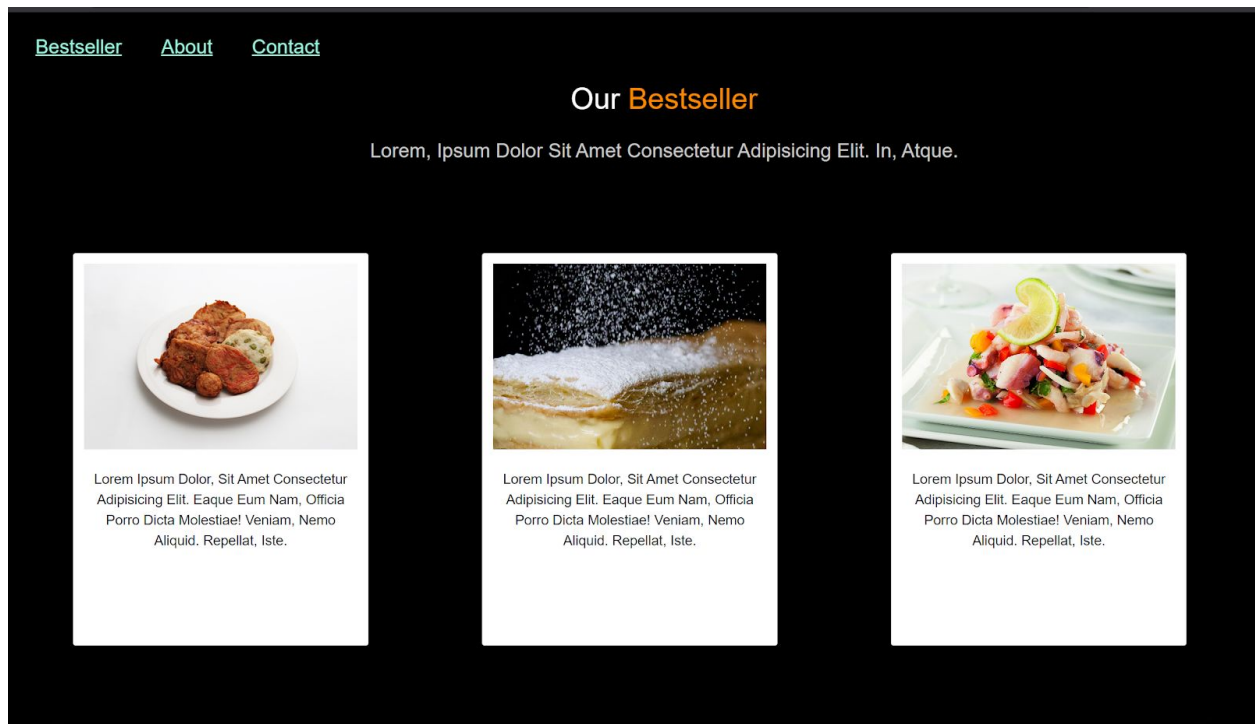 Bestseller About Contact
Our Bestseller
Lorem, Ipsum Dolor Sit Amet Consectetur Adipisicing Elit. In, Atque.
Lorem Ipsum Dolor, Sit Amet Consectetur
Adipisicing Elit. Eaque Eum Nam, Officia
Porro Dicta Molestiae! Veniam, Nemo
Aliquid. Repellat, Iste.
Lorem Ipsum Dolor, Sit Amet Consectetur
Adipisicing Elit. Eaque Eum Nam, Officia
Porro Dicta Molestiae! Veniam, Nemo
Aliquid. Repellat, Iste.
Lorem Ipsum Dolor, Sit Amet Consectetur
Adipisicing Elit. Eaque Eum Nam, Officia
Porro Dicta Molestiae! Veniam, Nemo
Aliquid. Repellat, Iste.